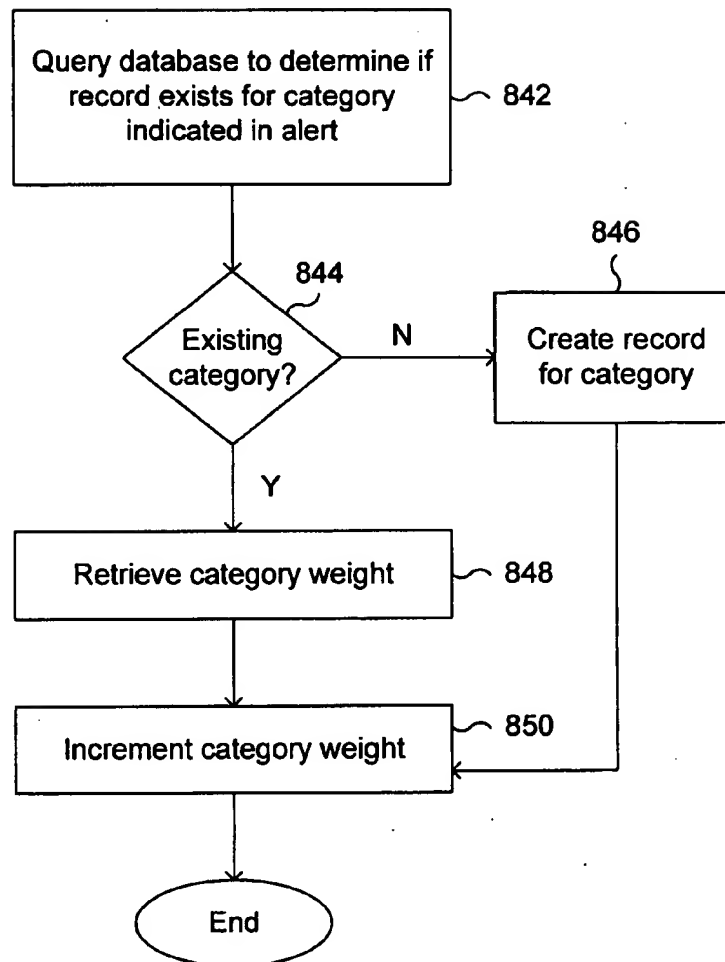 Query database to determine if
record exists for category
indicated in alert
842
844
846
Existing
category?
N
Create record
for category
Y
Retrieve category weight
848
Increment category weight
850
End